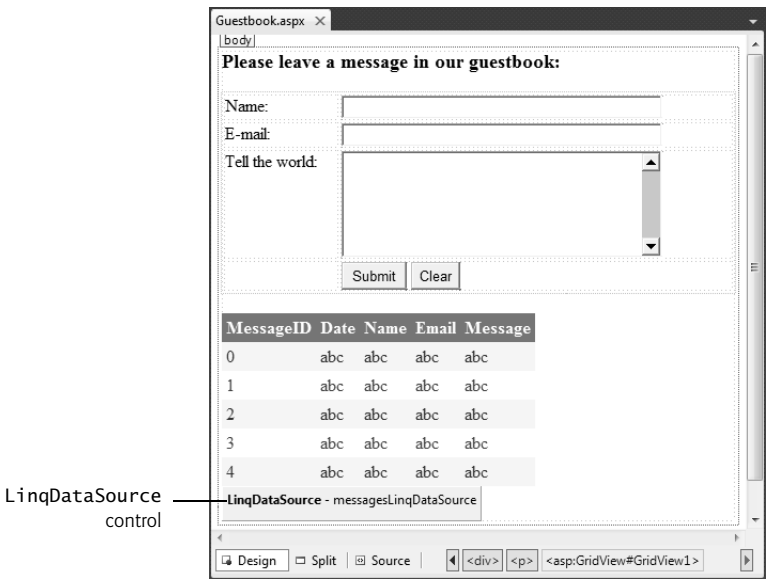 Guestbook.aspx ×
body
Please leave a message in our guestbook:
Name:
E-mail:
Tell the world:
Submit Clear
MessageID Date Name Email Message
0 abc abc abc abc
1 abc abc abc abc
2 abc abc abc abc
3 abc abc abc abc
4 abc abc abc abc
LinqDataSource control
LinqDataSource - messagesLinqDataSource
Design Split Source <div> <p> <asp:GridView#GridView1>